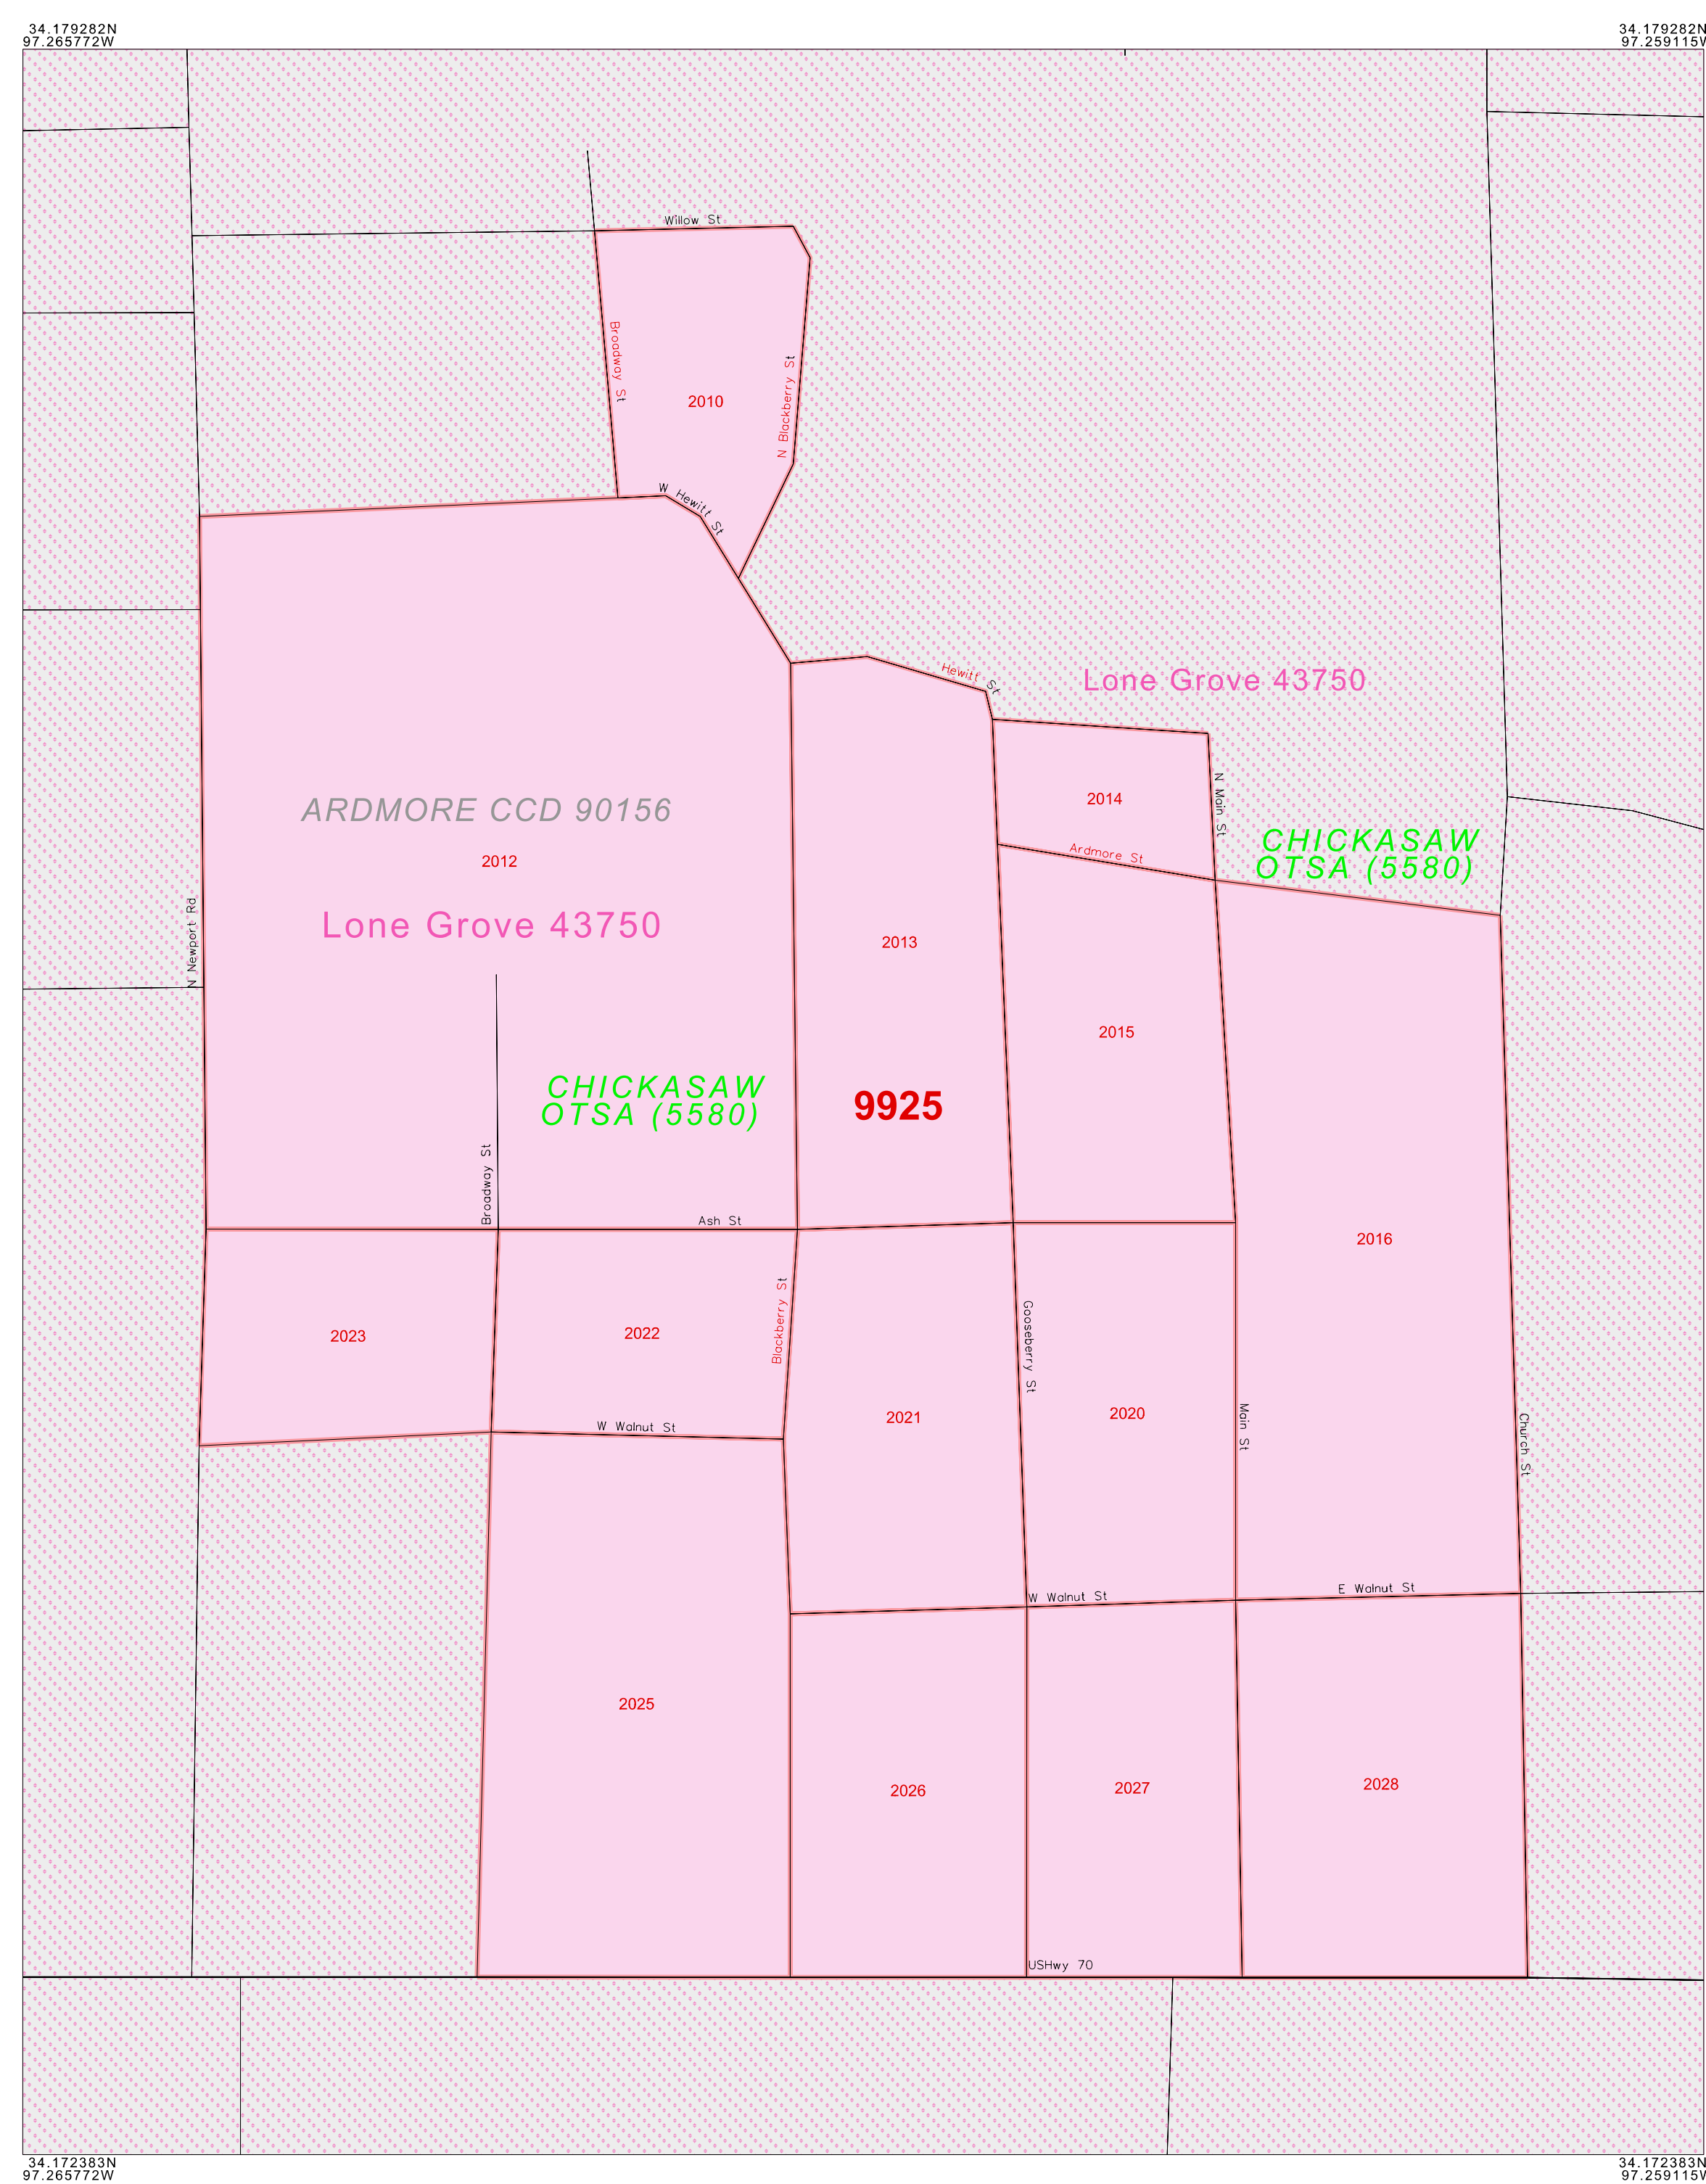 34.179282N
97.265772W
34.179282N
97.259115W
Willow St
Broadway St
N Blackberry St
2010
W Hewitt St
Hewitt St
Lone Grove 43750
N Main St
2014
ARDMORE CCD 90156
CHICKASAW
OTSA (5580)
Ardmore St
2012
N Newport Rd
Lone Grove 43750
2013
2015
CHICKASAW
OTSA (5580)
9925
Broadway St
Ash St
2016
Blackberry St
Gooseberry St
2023
2022
2021
2020
Main St
Church St
W Walnut St
W Walnut St
E Walnut St
2025
2026
2027
2028
USHwy 70
34.172383N
97.265772W
34.172383N
97.259115W